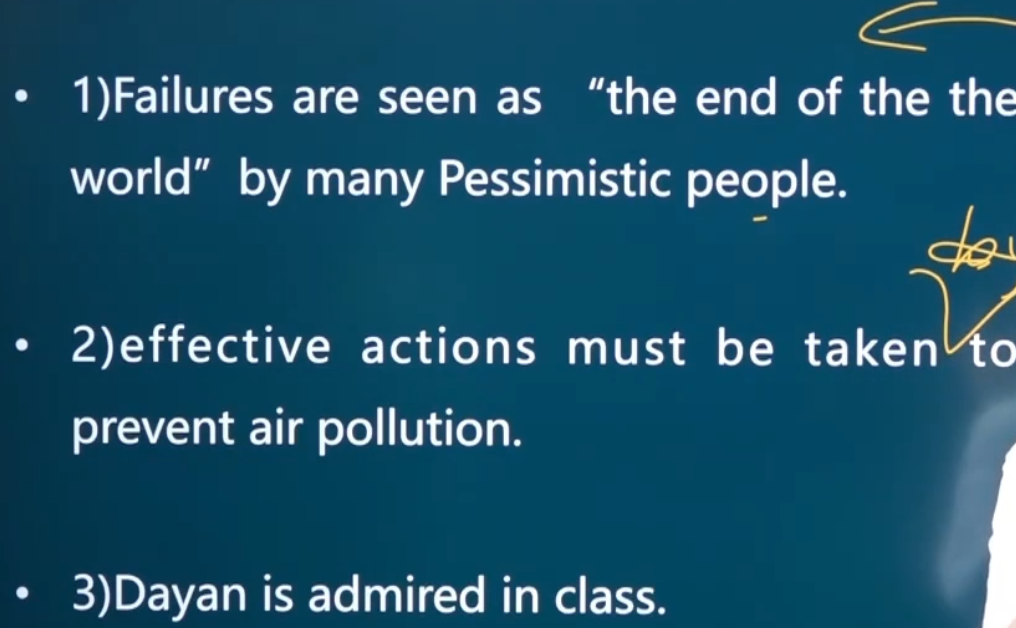 • 1)Failures are seen as “the end of the the
world” by many Pessimistic people.
• 2)effective actions must be taken to
prevent air pollution.
• 3)Dayan is admired in class.